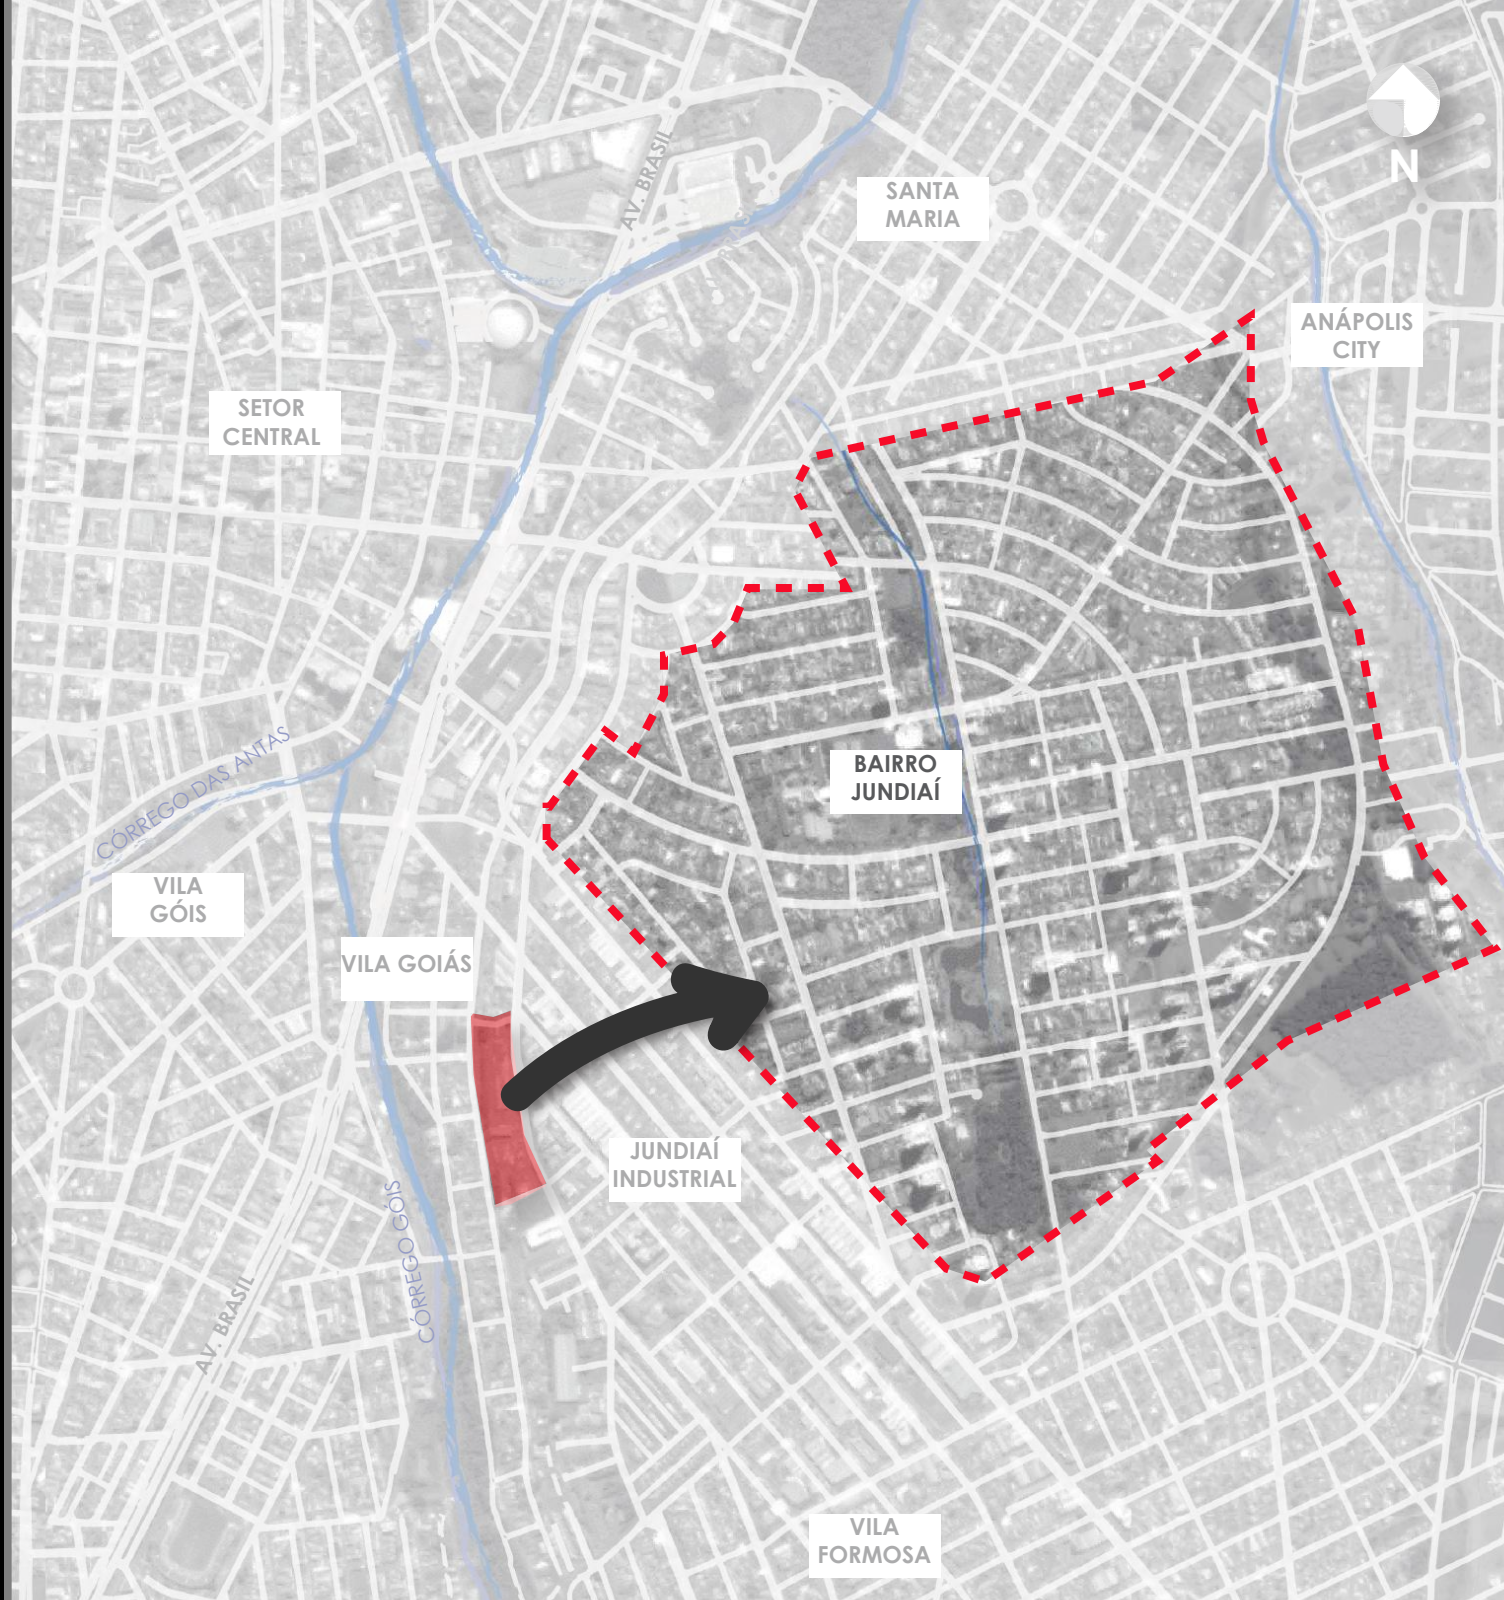 AV. BRASIL
SANTA
MARIA
N
ANÁPOLIS
CITY
SETOR
CENTRAL
CÓRREGO DAS ANTAS
BAIRRO
JUNDIAÍ
VILA
GÓIS
VILA GOIÁS
JUNDIAÍ
INDUSTRIAL
CÓRREGO GÓIS
AV. BRASIL
VILA
FORMOSA